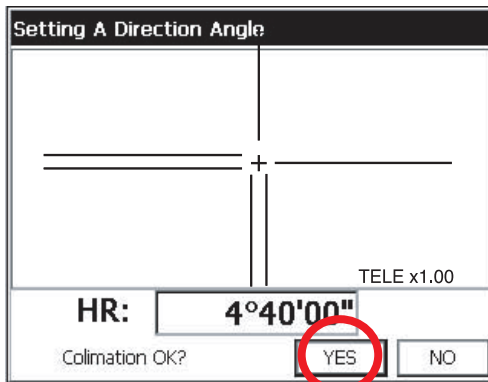 Setting A Direction Angle
TELE x1.00
HR: 4°40'00"
Colimation OK? YES NO